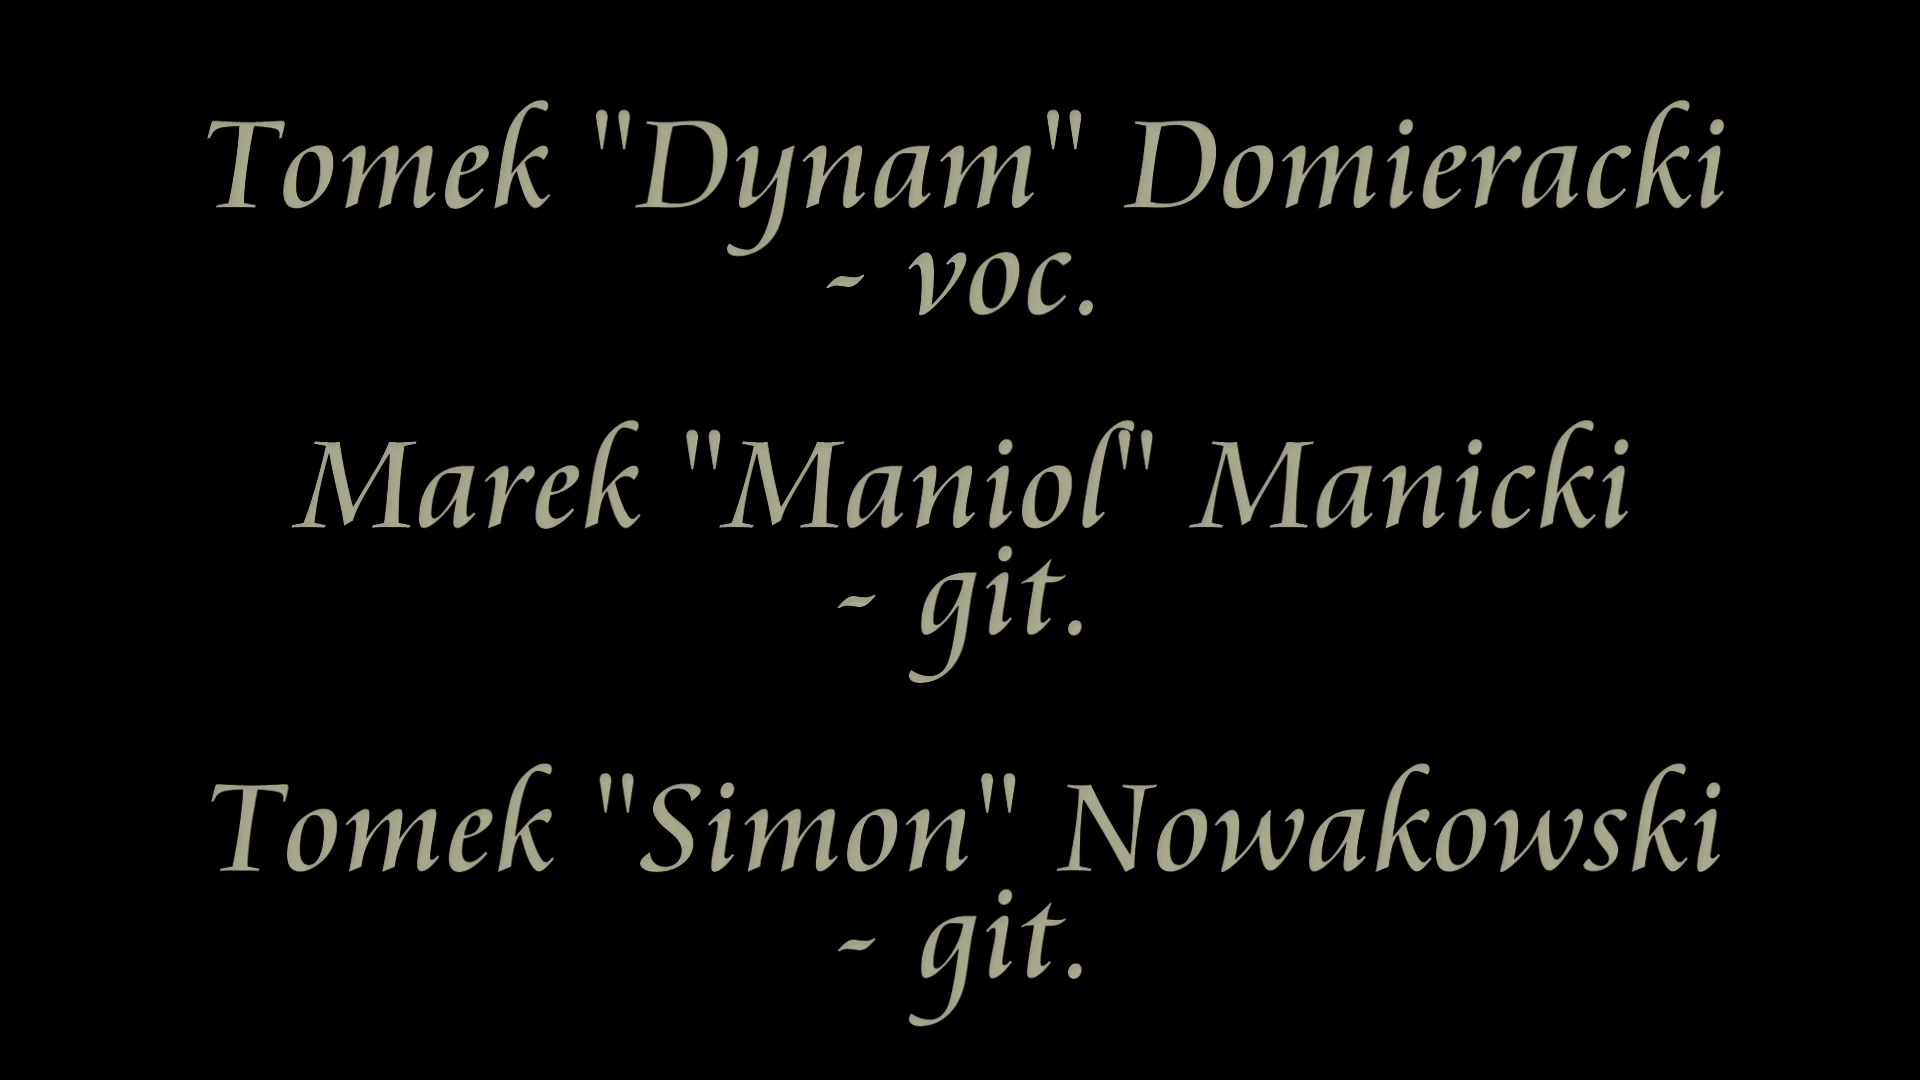 Tomek "Dynam" Domieracki
- voc.
Marek "Maniol" Manicki
- git.
Tomek "Simon" Nowakowski
- git.